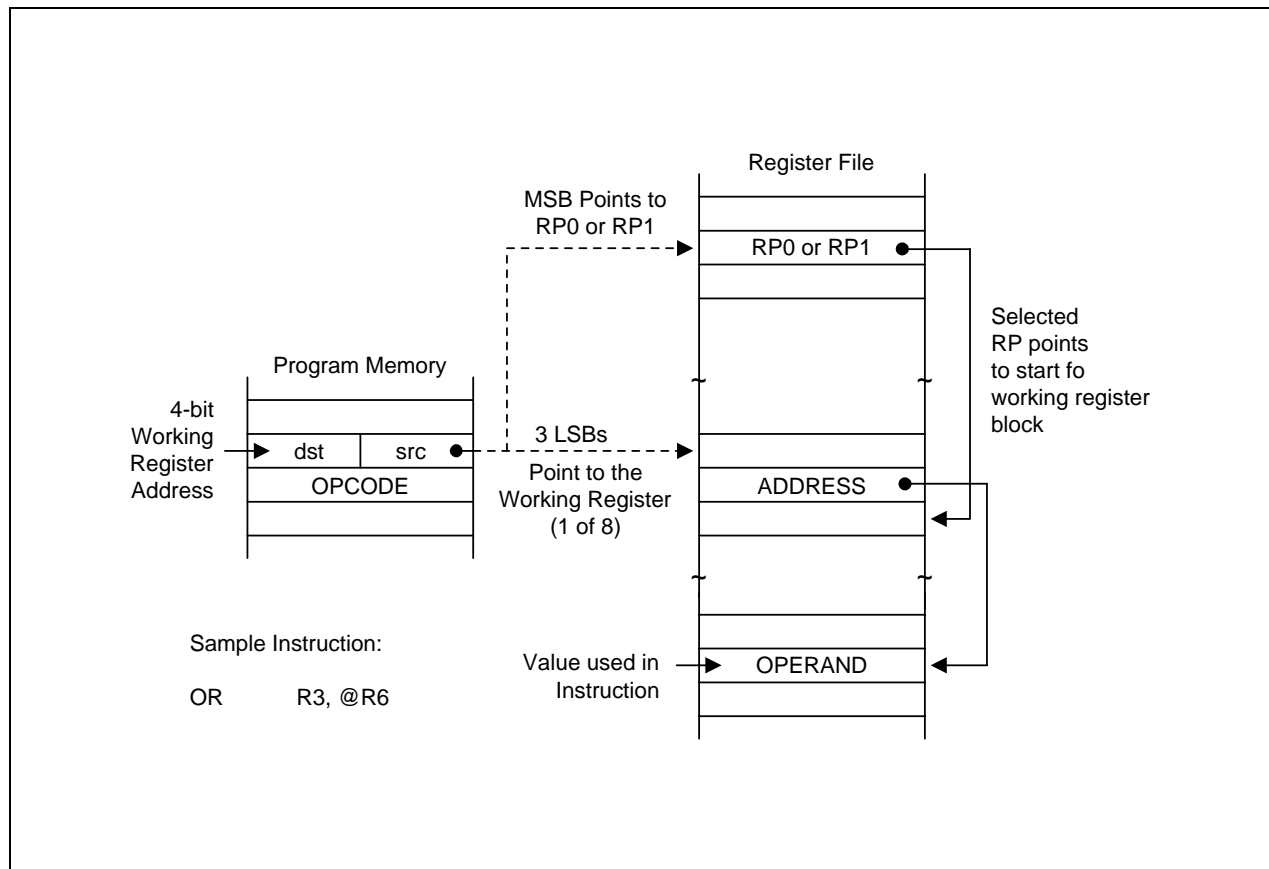 Register File
MSB Points to
RP0 or RP1
RP0 or RP1
Selected
RP points
to start fo
working register
block
Program Memory
4-bit
Working
Register
Address
dst src
OPCODE
3 LSBs
Point to the
Working Register
(1 of 8)
ADDRESS
~ ~
~ ~
Sample Instruction:
OR R3, @R6
Value used in
Instruction
OPERAND